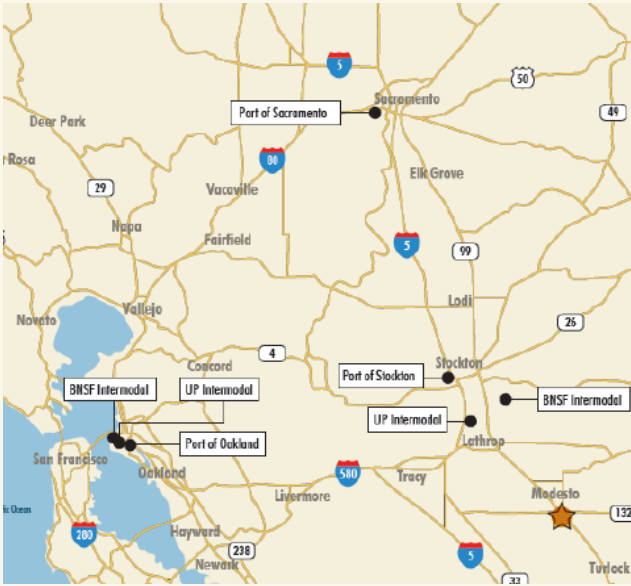 5
50
Sacramento
Port of Sacramento
49
Deer Park
r Rosa
80
Elk Grove
29
Vacaville
Napa
Fairfield
5
99
Lodi
Vallejo
Novato
26
4
Concord
Stockton
Port of Stockton
BNSF Intermodal
UP Intermodal
BNSF Intermodal
UP Intermodal
Port of Oakland
Lathrop
San Francisco
Oakland
580
Tracy
Livermore
Modesto
fic Ocean
132
280
Hayward
238
5
Newark
Turlock
33